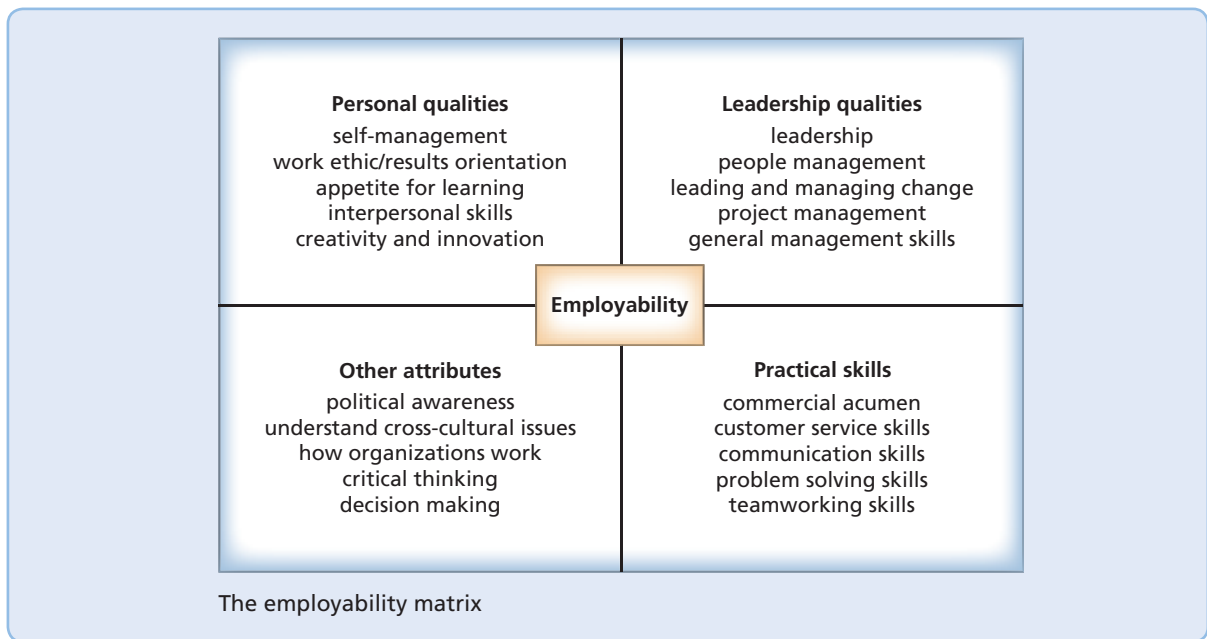 Personal qualities
self-management
work ethic/results orientation
appetite for learning
interpersonal skills
creativity and innovation
Leadership qualities
leadership
people management
leading and managing change
project management
general management skills
Employability
Other attributes
political awareness
understand cross-cultural issues
how organizations work
critical thinking
decision making
Practical skills
commercial acumen
customer service skills
communication skills
problem solving skills
teamworking skills
The employability matrix